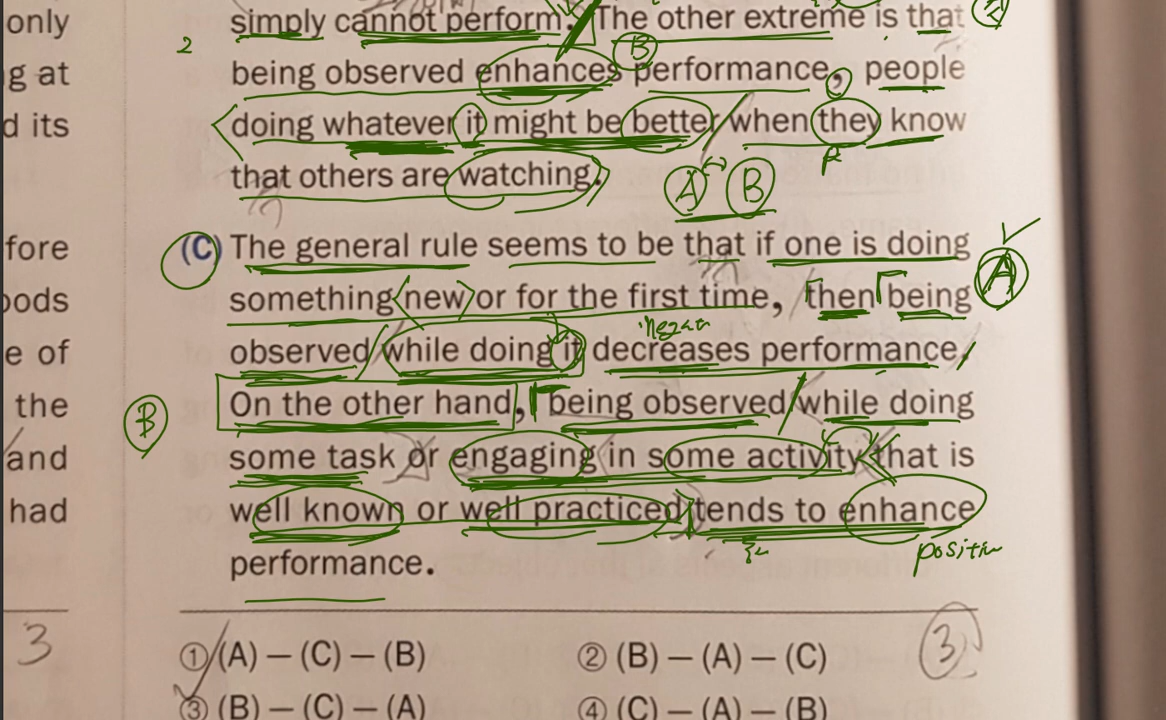 only
g at
d its
fore
oods
e of
the
and
had
3
simply cannot perform. The other extreme is that
2
being observed enhances performance, people
B
doing whatever it might be better when they know
that others are watching.
A B
(C) The general rule seems to be that if one is doing
A
something new or for the first time, then being
observed while doing it decreases performance.
B
On the other hand, being observed while doing
some task or engaging in some activity that is
well known or well practiced tends to enhance
positiv
performance.
① (A) – (C) – (B)
② (B) – (A) – (C)
3
③ (B) – (C) – (A)
④ (C) – (A) – (B)